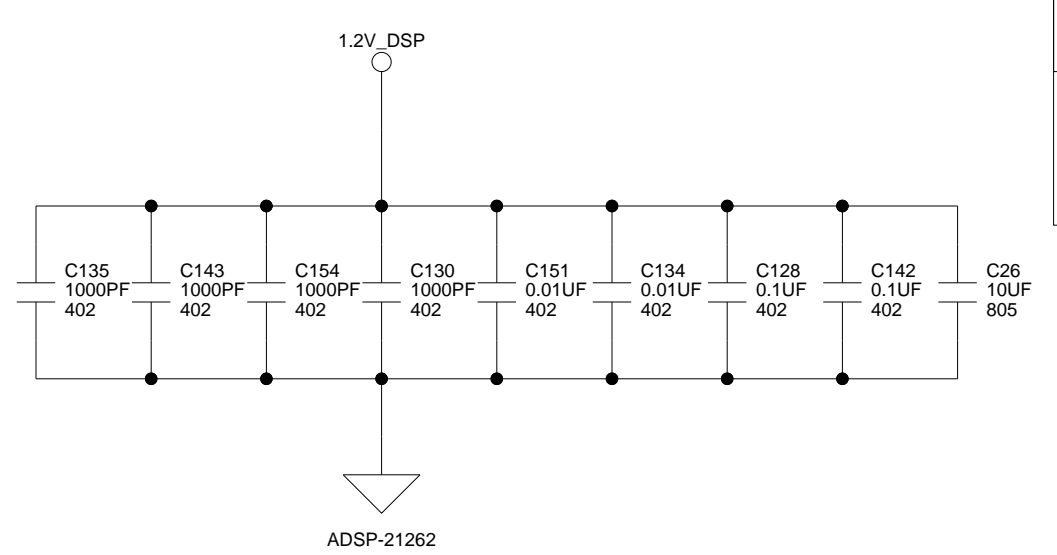 1.2V_DSP
C135
1000PF
402
C143
1000PF
402
C154
1000PF
402
C130
1000PF
402
C151
0.01UF
402
C134
0.01UF
402
C128
0.1UF
402
C142
0.1UF
402
C26
10UF
805
ADSP-21262